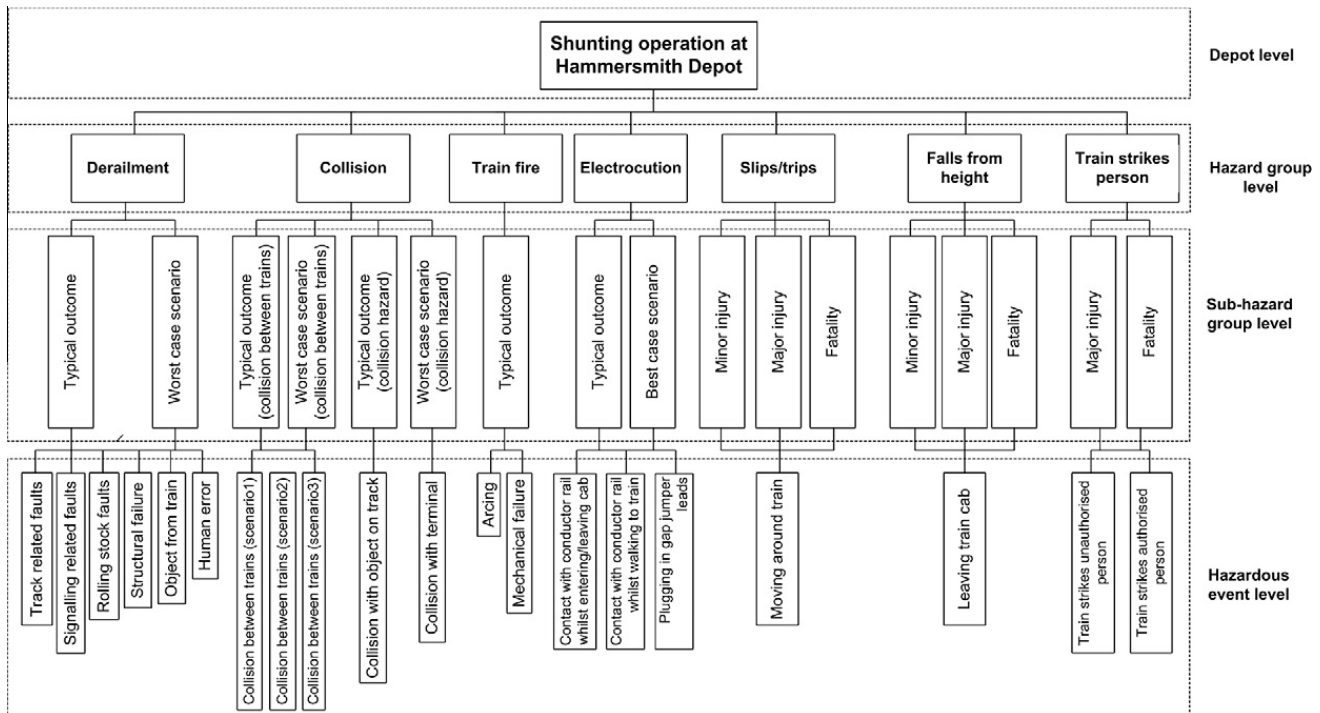 Shunting operation at
Hammersmith Depot
Depot level
Derailment
Collision
Train fire
Electrocution
Slips/trips
Falls from
height
Train strikes
person
Hazard group
level
Typical outcome
Worst case scenario
Typical outcome
(collision between trains)
Worst case scenario
(collision between trains)
Typical outcome
(collision hazard)
Worst case scenario
(collision hazard)
Typical outcome
Typical outcome
Best case scenario
Minor injury
Major injury
Fatality
Minor injury
Major injury
Fatality
Major injury
Fatality
Sub-hazard
group level
Track related faults
Signalling related faults
Rolling stock faults
Structural failure
Object from train
Human error
Collision between trains (scenario1)
Collision between trains (scenario2)
Collision between trains (scenario3)
Collision with object on track
Collision with terminal
Arcing
Mechanical failure
Contact with conductor rail
whilst entering/leaving cab
Contact with conductor rail
whilst walking to train
Plugging in gap jumper
leads
Moving around train
Leaving train cab
Train strikes unauthorised
person
Train strikes authorised
person
Hazardous
event level